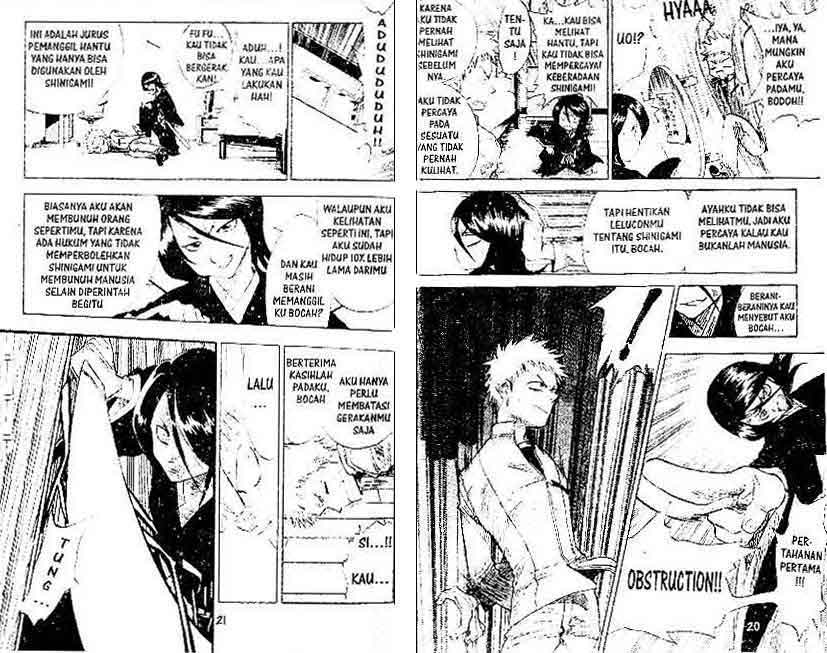 HYAAA
...IYA, YA,
MANA
MUNGKIN
AKU
PERCAYA
PADAMU,
BODOH!!
UO!?
KA...KAU BISA
MELIHAT
HANTU, TAPI
KAU TIDAK BISA
MEMPERCAYAI
KEBERADAAN
SHINIGAMI!
TEN-
TU
SAJA
!
KARENA
AKU TIDAK
PERNAH
MELIHAT
SHINIGAMI
SEBELUM
NYA.
AKU TIDAK
PERCAYA
PADA
SESUATU
YANG TIDAK
PERNAH
KULIHAT.
AYAHKU TIDAK BISA
MELIHATMU, JADI AKU
PERCAYA KALAU KAU
BUKANLAH MANUSIA.
TAPI HENTIKAN
LELUCONMU
TENTANG SHINIGAMI
ITU, BOCAH.
BERANI-
BERANINYA KAU
MENYEBUT AKU
BOCAH...
PER-
TAHANAN
PERTAMA
!!!
OBSTRUCTION!!
20
ADUDUDUDUH!!
ADUH...!
KAU...APA
YANG KAU
LAKUKAN
HAH!
FU FU...
KAU TIDAK
BISA
BERGERAK
KAN!
INI ADALAH JURUS
PEMANGGIL HANTU
YANG HANYA BISA
DIGUNAKAN OLEH
SHINIGAMI!
WALAUPUN AKU
KELIHATAN
SEPERTI INI, TAPI
AKU SUDAH
HIDUP 10X LEBIH
LAMA DARIMU
DAN KAU
MASIH
BERANI
MEMANGGIL
KU BOCAH?
BIASANYA AKU AKAN
MEMBUNUH ORANG
SEPERTIMU, TAPI KARENA
ADA HUKUM YANG TIDAK
MEMPERBOLEHKAN
SHINIGAMI UNTUK
MEMBUNUH MANUSIA
SELAIN DIPERINTAH
BEGITU
AKU HANYA
PERLU
MEMBATASI
GERAKANMU
SAJA
BERTERIMA
KASIHLAH
PADAKU,
BOCAH
SI...!!
KAU...
LALU
...
TUNG...
21